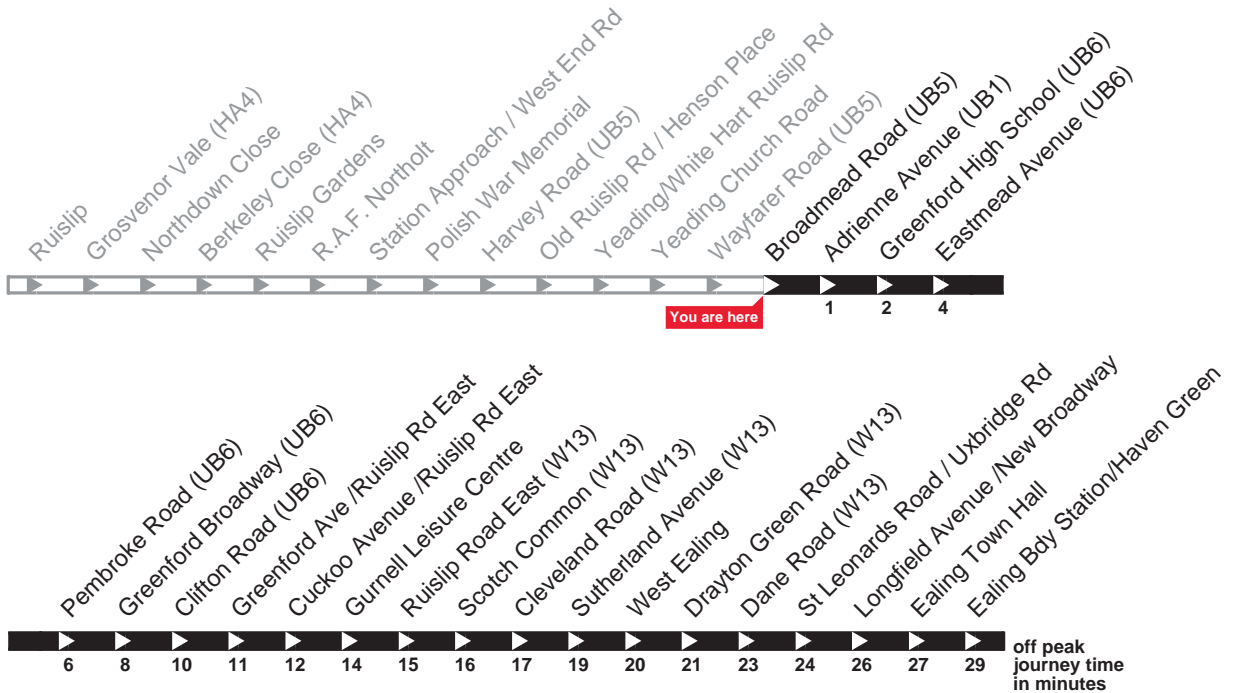 Ruislip
Grosvenor Vale (HA4)
Northdown Close
Berkeley Close (HA4)
Ruislip Gardens
R.A.F. Northolt
Station Approach / West End Rd
Polish War Memorial
Harvey Road (UB5)
Old Ruislip Rd / Henson Place
Yeading/White Hart Ruislip Rd
Yeading Church Road
Wayfarer Road (UB5)
Broadmead Road (UB5)
Adrienne Avenue (UB1)
Greenford High School (UB6)
Eastmead Avenue (UB6)
You are here
1 2 4
Pembroke Road (UB6)
Greenford Broadway (UB6)
Clifton Road (UB6)
Greenford Ave /Ruislip Rd East
Cuckoo Avenue /Ruislip Rd East
Gurnell Leisure Centre
Ruislip Road East (W13)
Scotch Common (W13)
Cleveland Road (W13)
Sutherland Avenue (W13)
West Ealing
Drayton Green Road (W13)
Dane Road (W13)
St Leonards Road / Uxbridge Rd
Longfield Avenue /New Broadway
Ealing Town Hall
Ealing Bdy Station/Haven Green
6 8 10 11 12 14 15 16 17 19 20 21 23 24 26 27 29
off peak
journey time
in minutes